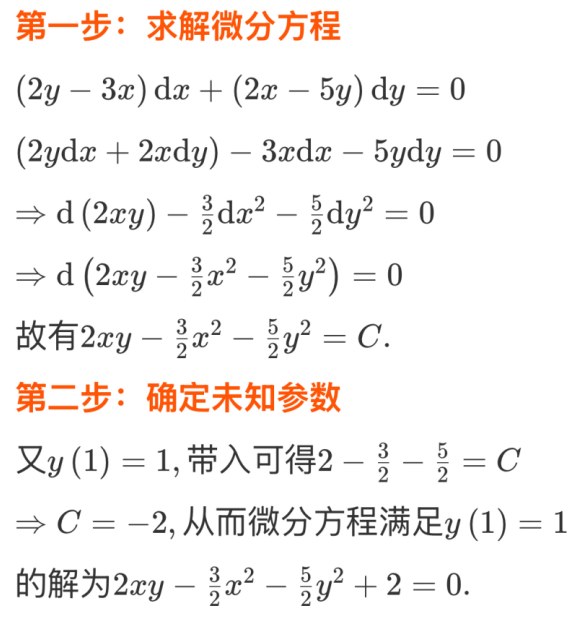 第一步：求解微分方程
(2y − 3x) dx + (2x − 5y) dy = 0
(2ydx + 2xdy) − 3xdx − 5ydy = 0
⇒ d (2xy) − 3/2 dx² − 5/2 dy² = 0
⇒ d (2xy − 3/2 x² − 5/2 y²) = 0
故有2xy − 3/2 x² − 5/2 y² = C.
第二步：确定未知参数
又y (1) = 1, 带入可得2 − 3/2 − 5/2 = C
⇒ C = −2, 从而微分方程满足y (1) = 1
的解为2xy − 3/2 x² − 5/2 y² + 2 = 0.